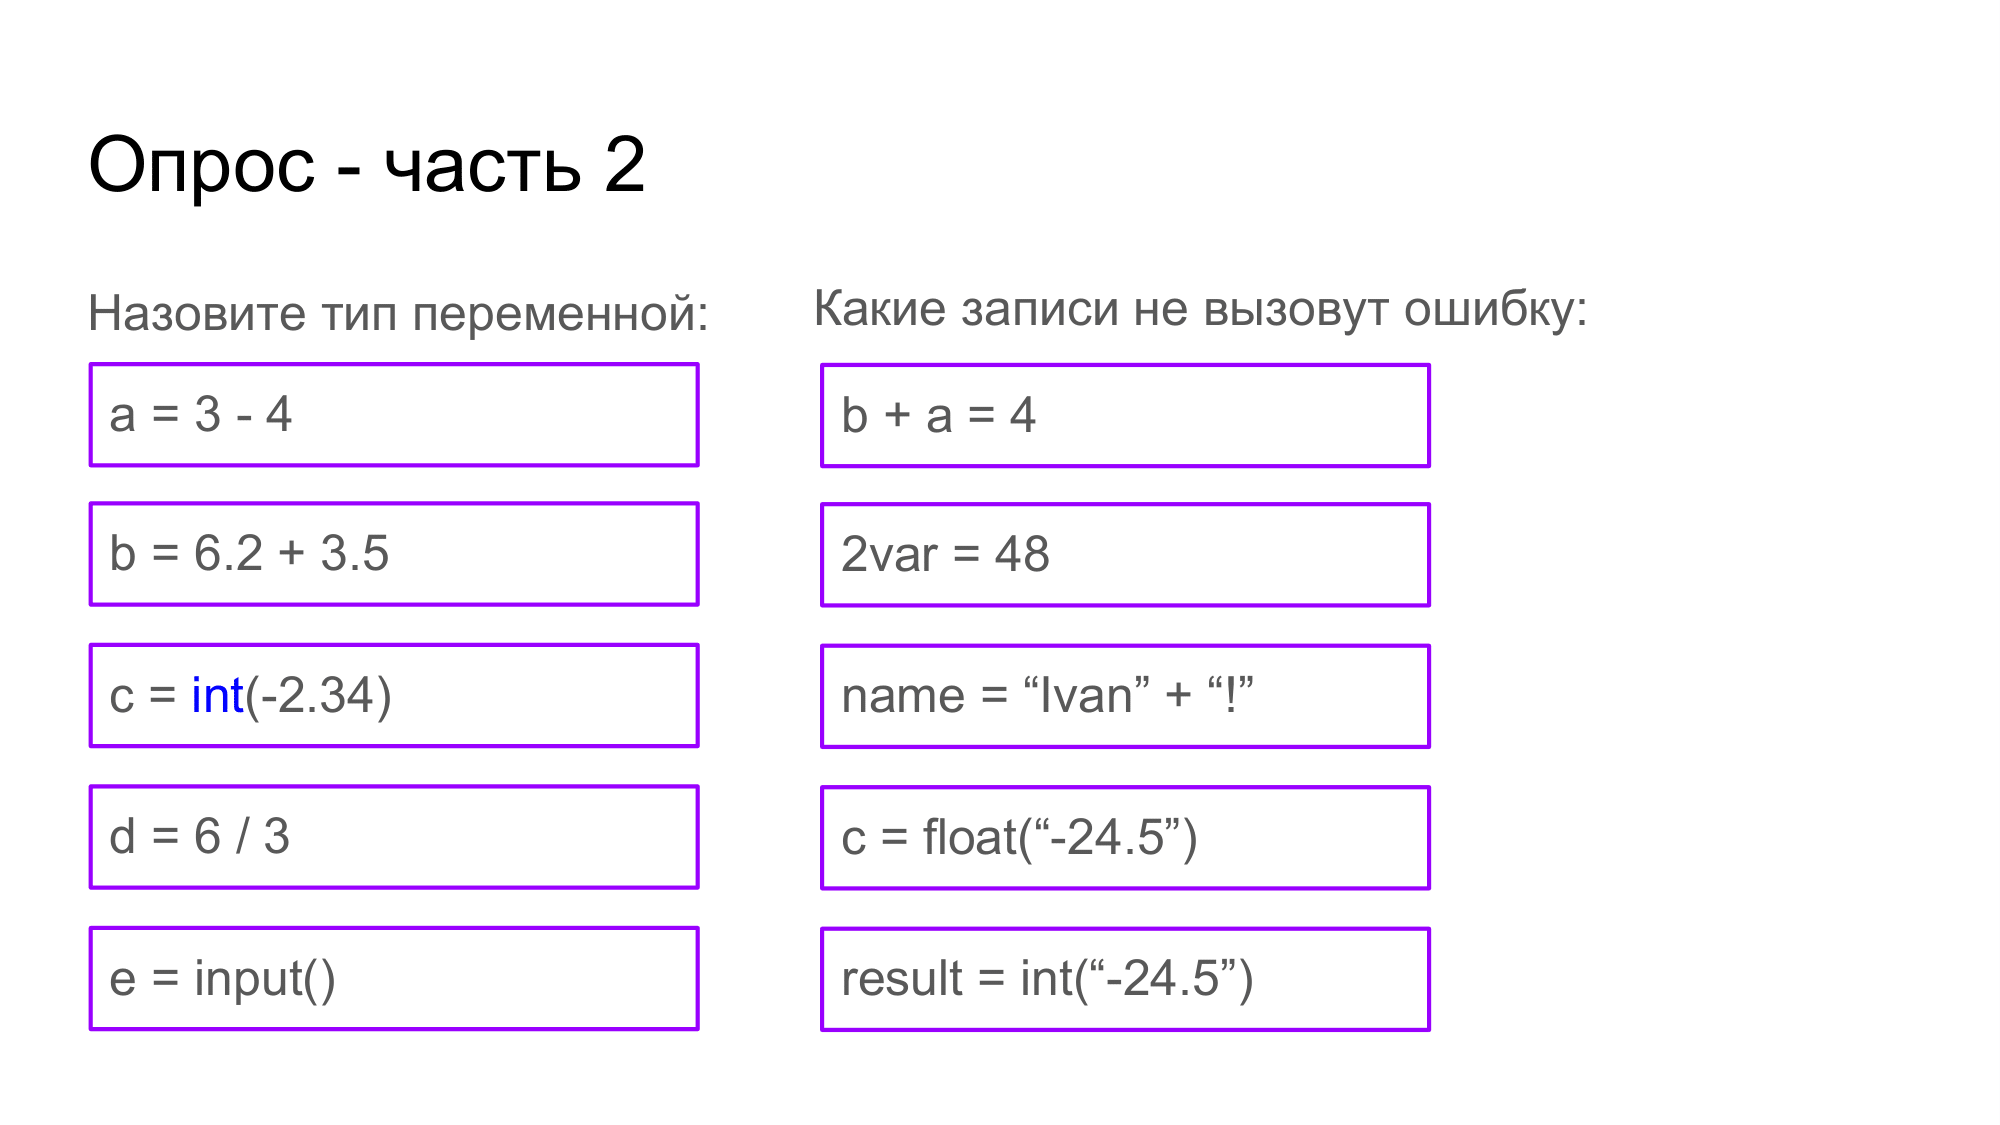 Опрос - часть 2
Назовите тип переменной:
a = 3 - 4
b = 6.2 + 3.5
c = int(-2.34)
d = 6 / 3
e = input()
Какие записи не вызовут ошибку:
b + a = 4
2var = 48
name = “Ivan” + “!”
c = float(“-24.5”)
result = int(“-24.5”)